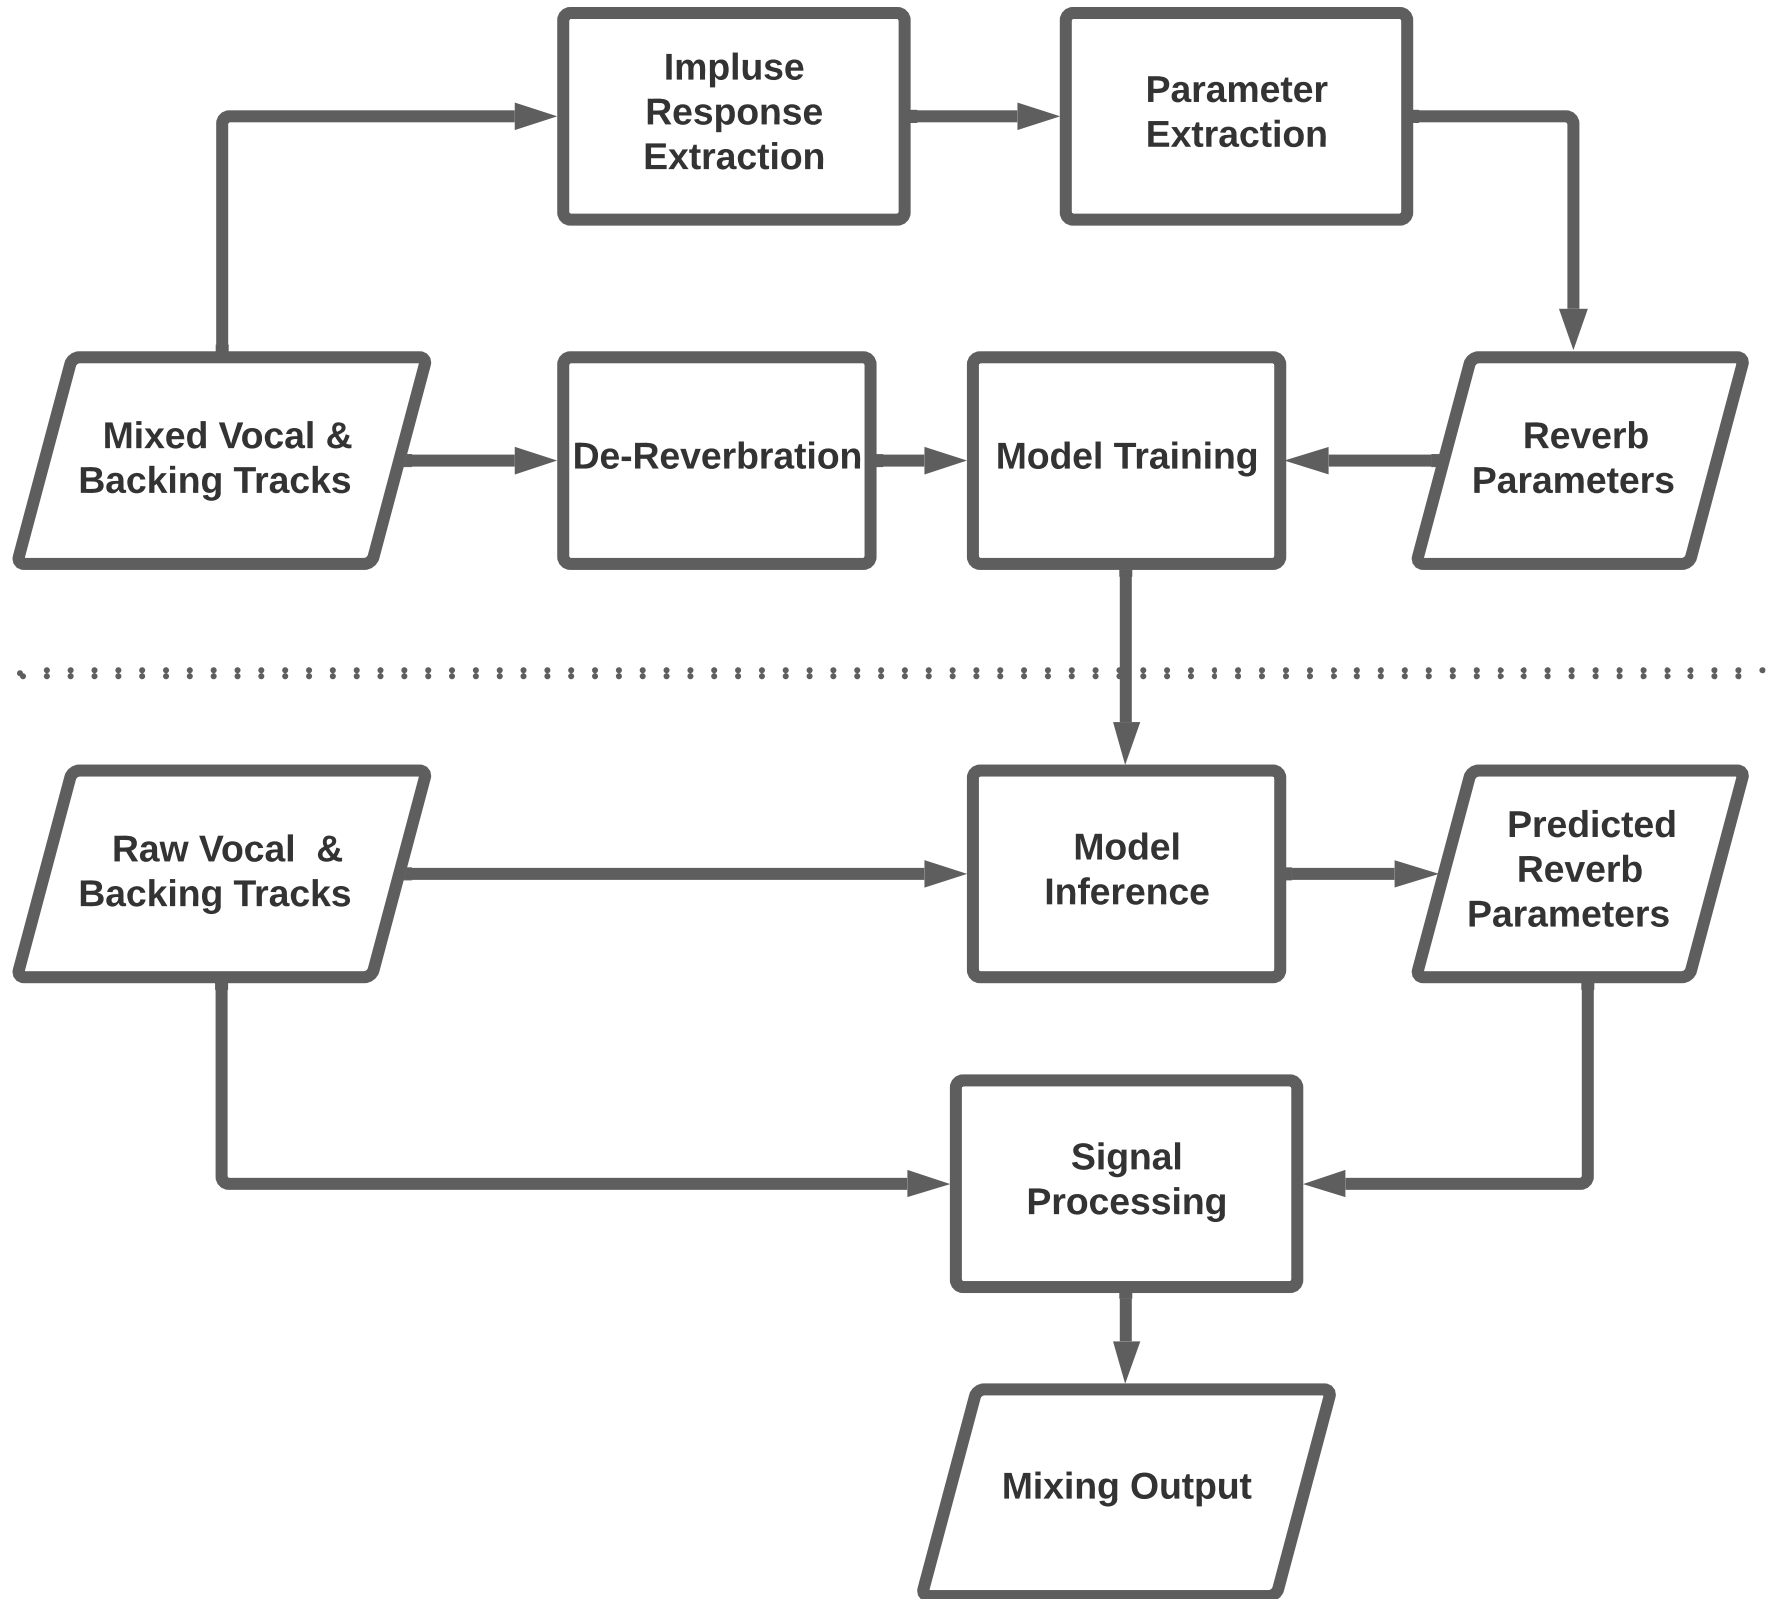 Impluse
Response
Extraction
Parameter
Extraction
Mixed Vocal &
Backing Tracks
De-Reverbration
Model Training
Reverb
Parameters
Raw Vocal  &
Backing Tracks
Model
Inference
Predicted
Reverb
Parameters
Signal
Processing
Mixing Output